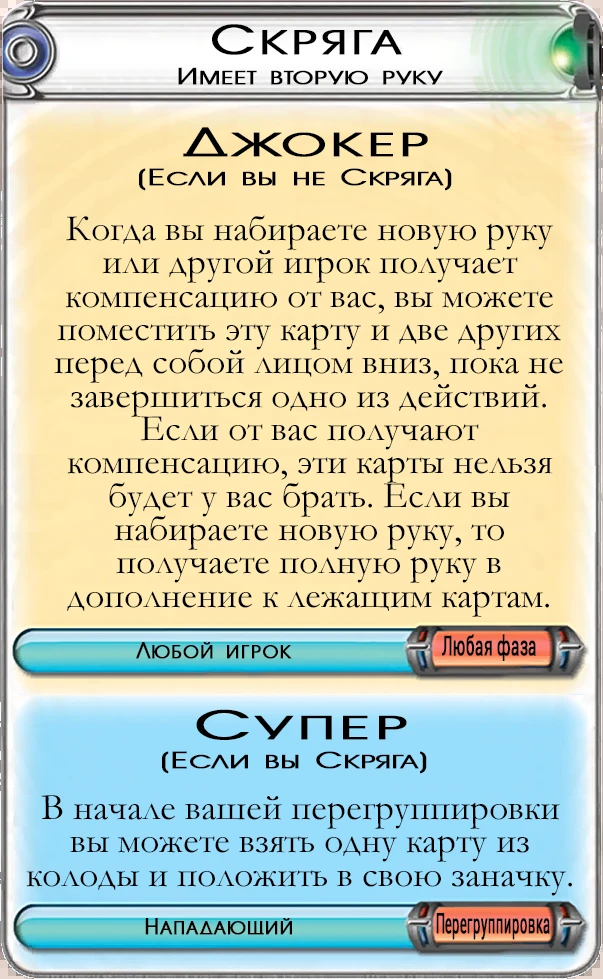 Скряга
Имеет вторую руку
Джокер
(Если вы не Скряга)
Когда вы набираете новую руку
или другой игрок получает
компенсацию от вас, вы можете
поместить эту карту и две других
перед собой лицом вниз, пока не
завершиться одно из действий.
Если от вас получают
компенсацию, эти карты нельзя
будет у вас брать. Если вы
набираете новую руку, то
получаете полную руку в
дополнение к лежащим картам.
Любой игрок Любая фаза
Супер
(Если вы Скряга)
В начале вашей перегруппировки
вы можете взять одну карту из
колоды и положить в свою заначку.
Нападающий Перегруппировка